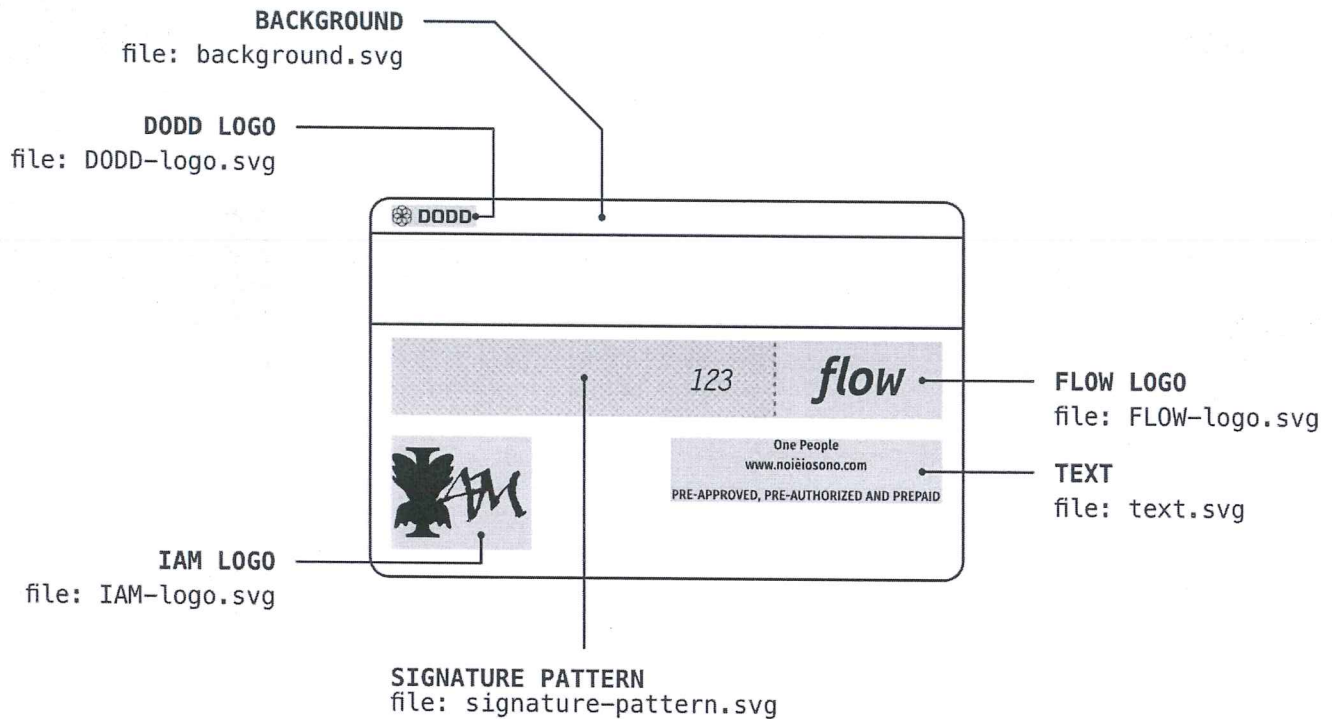 BACKGROUND
file: background.svg
DODD LOGO
file: DODD-logo.svg
DODD
123
flow
FLOW LOGO
file: FLOW-logo.svg
One People
www.noièiosono.com
PRE-APPROVED, PRE-AUTHORIZED AND PREPAID
TEXT
file: text.svg
IAM
IAM LOGO
file: IAM-logo.svg
SIGNATURE PATTERN
file: signature-pattern.svg